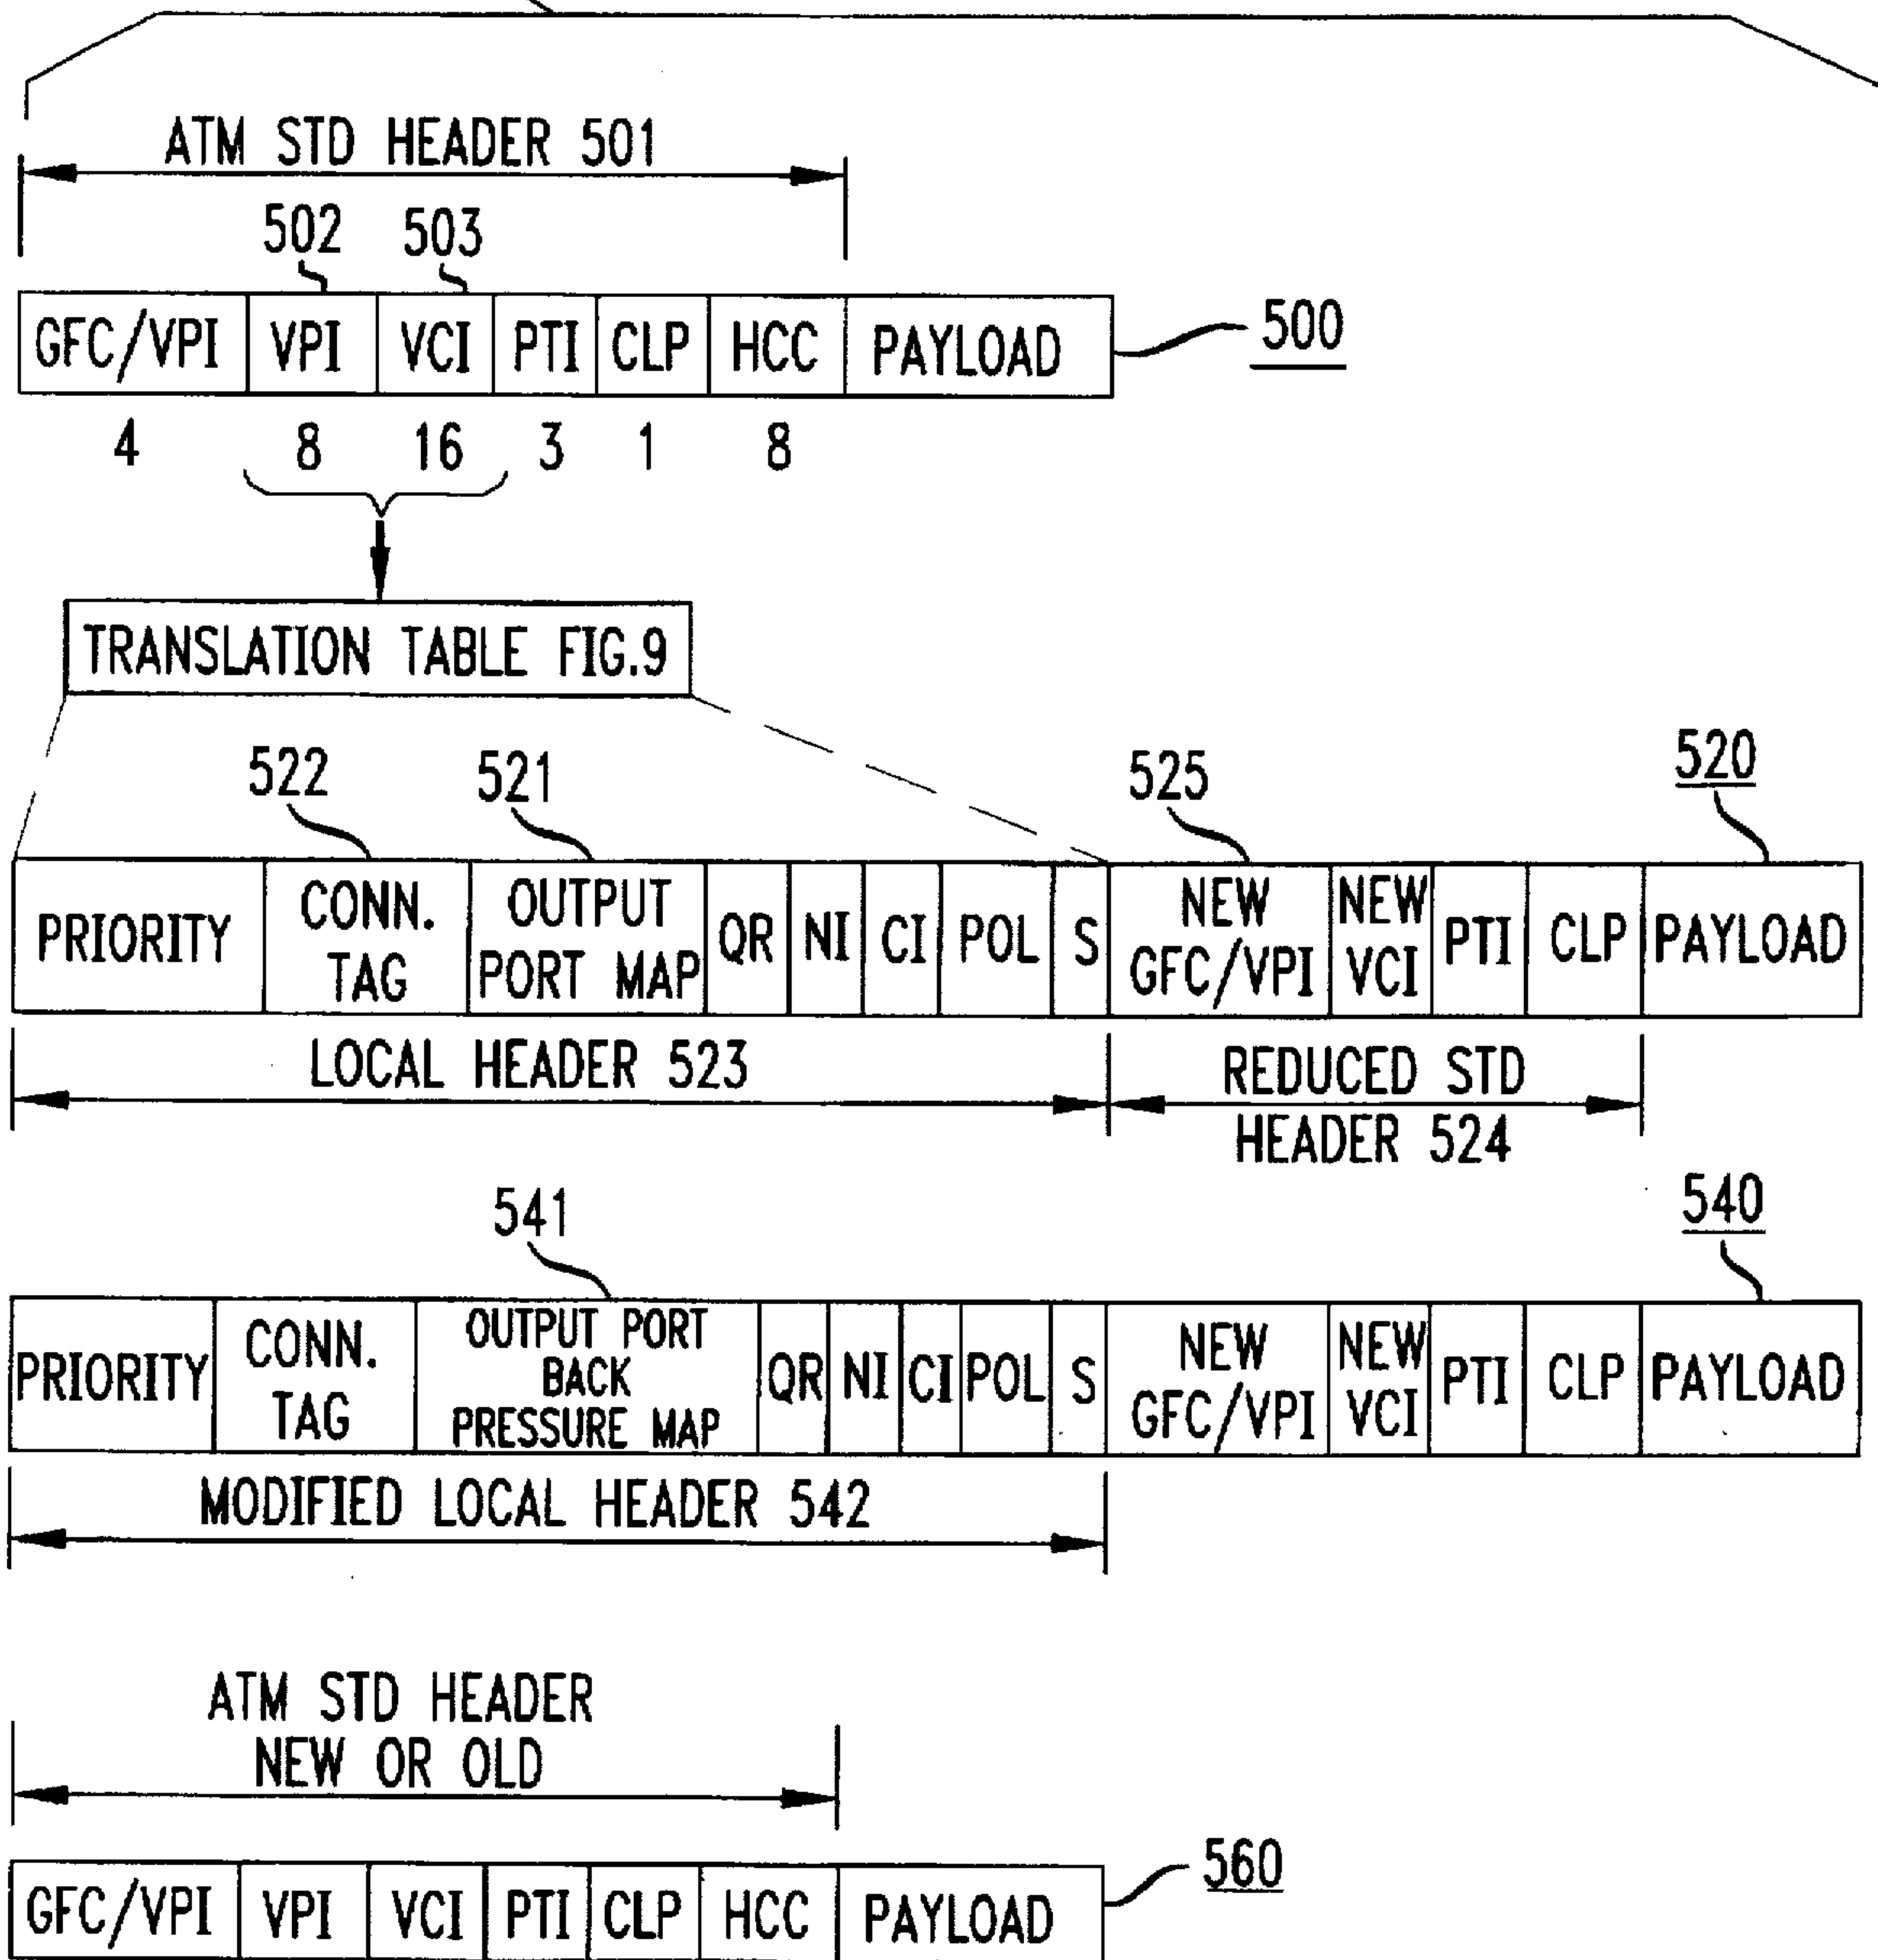 ATM STD HEADER 501
502 503
GFC/VPI VPI VCI PTI CLP HCC PAYLOAD 500
4 8 16 3 1 8
TRANSLATION TABLE FIG.9
522 521 525 520
PRIORITY CONN. TAG OUTPUT PORT MAP QR NI CI POL S NEW GFC/VPI NEW VCI PTI CLP PAYLOAD
LOCAL HEADER 523
REDUCED STD
HEADER 524
541 540
PRIORITY CONN. TAG OUTPUT PORT BACK PRESSURE MAP QR NI CI POL S NEW GFC/VPI NEW VCI PTI CLP PAYLOAD
MODIFIED LOCAL HEADER 542
ATM STD HEADER
NEW OR OLD
GFC/VPI VPI VCI PTI CLP HCC PAYLOAD 560